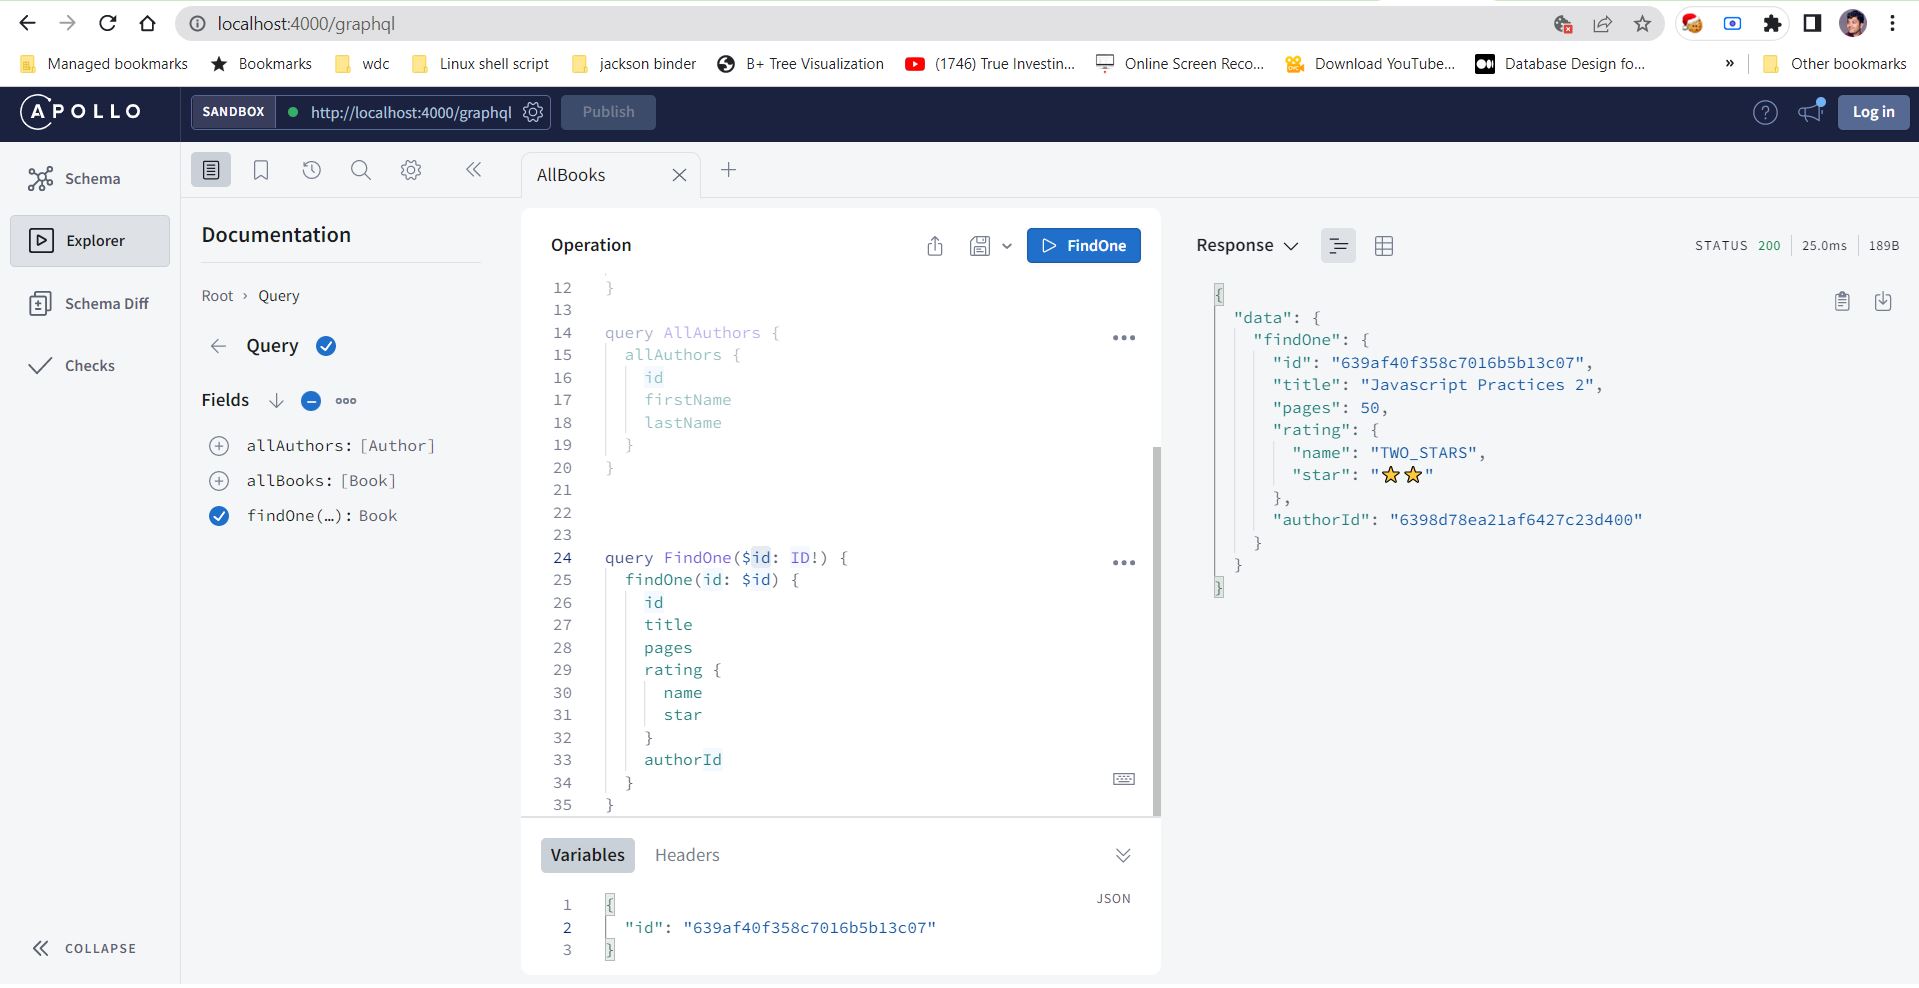 localhost:4000/graphql
Managed bookmarks Bookmarks wdc Linux shell script jackson binder B+ Tree Visualization (1746) True Investin... Online Screen Reco... Download YouTube... Database Design fo... » Other bookmarks
APOLLO SANDBOX http://localhost:4000/graphql Publish ? Log in
Schema
Explorer
Schema Diff
Checks
COLLAPSE
AllBooks
Documentation
Root › Query
Query
Fields
allAuthors: [Author]
allBooks: [Book]
findOne(…): Book
Operation
FindOne
12 }
13
14 query AllAuthors {
15 allAuthors {
16 id
17 firstName
18 lastName
19 }
20 }
21
22
23
24 query FindOne($id: ID!) {
25 findOne(id: $id) {
26 id
27 title
28 pages
29 rating {
30 name
31 star
32 }
33 authorId
34 }
35 }
Variables Headers
JSON
1 {
2 "id": "639af40f358c7016b5b13c07"
3 }
Response STATUS 200 25.0ms 189B
{
"data": {
"findOne": {
"id": "639af40f358c7016b5b13c07",
"title": "Javascript Practices 2",
"pages": 50,
"rating": {
"name": "TWO_STARS",
"star": "⭐⭐"
},
"authorId": "6398d78ea21af6427c23d400"
}
}
}